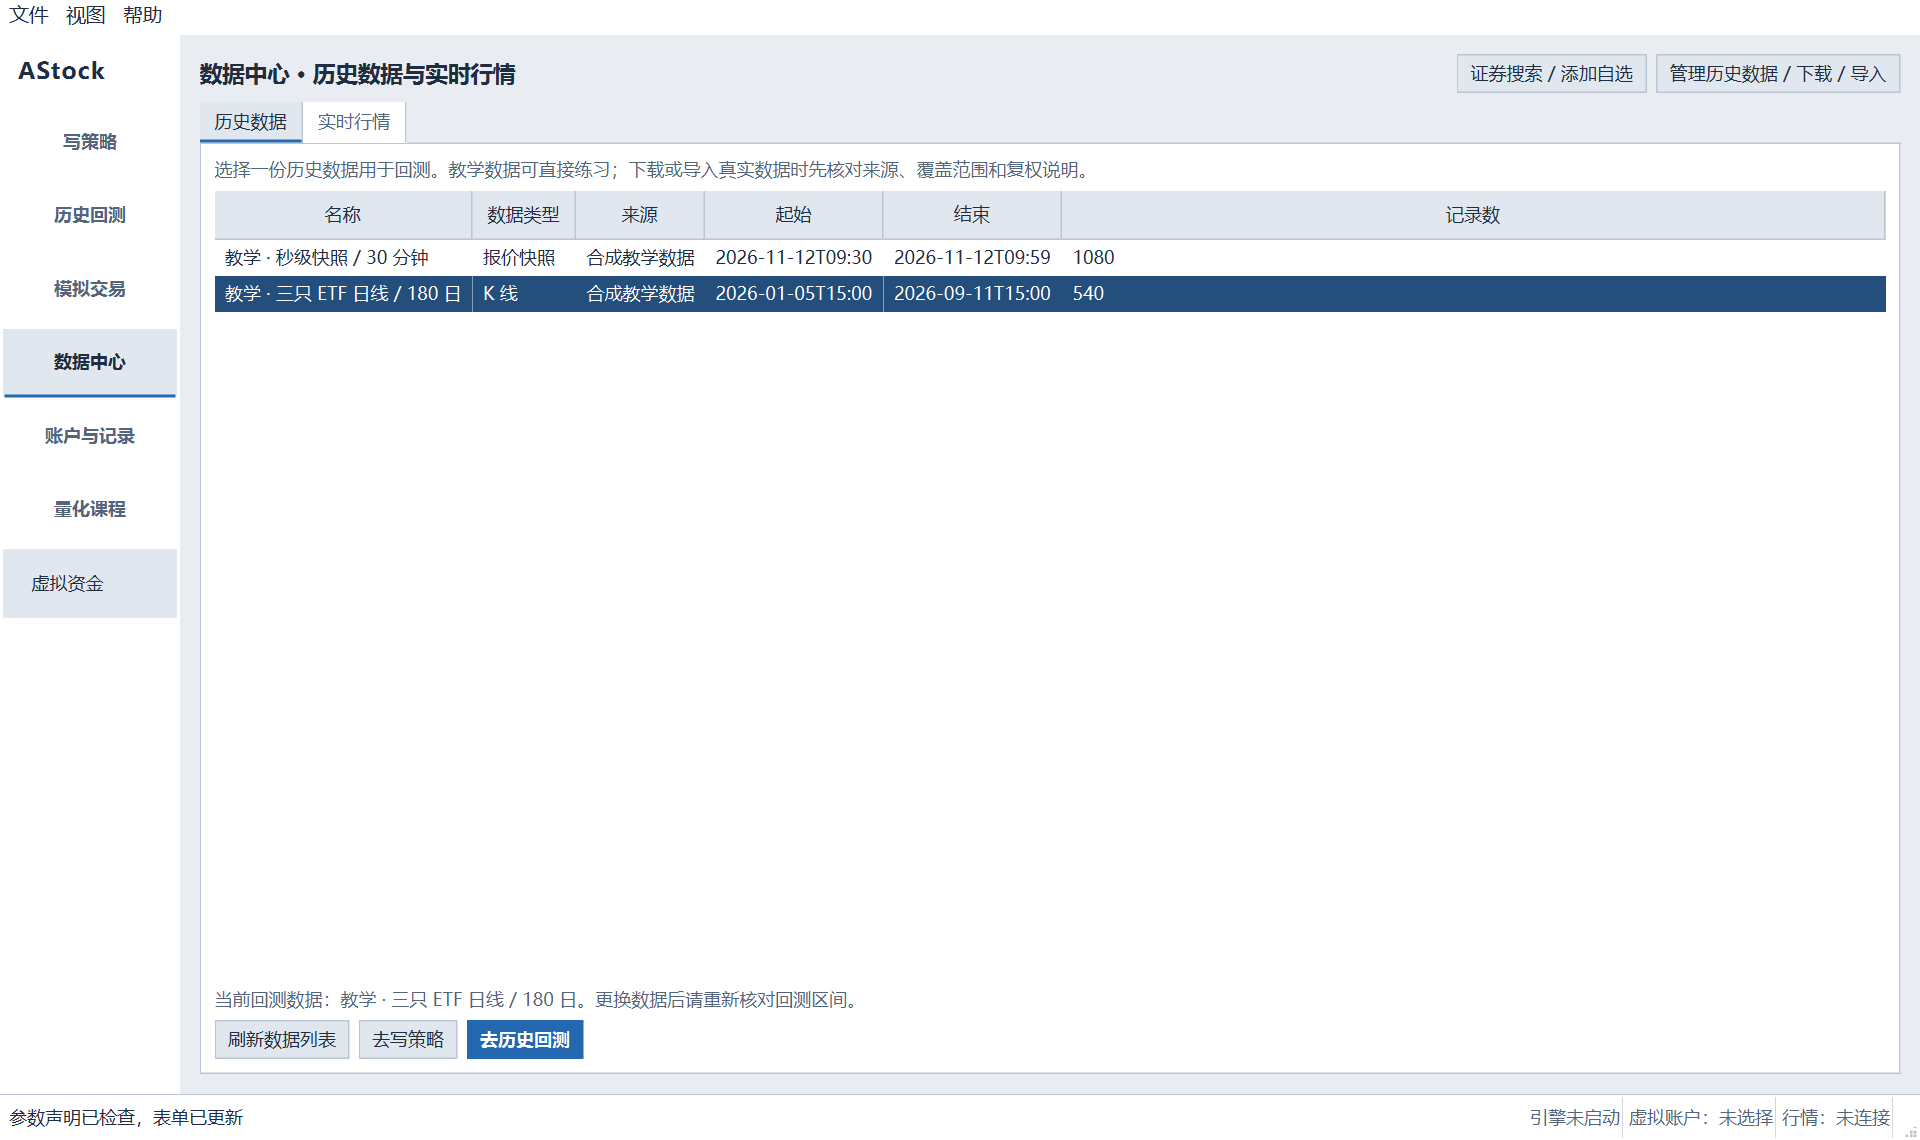 文件 视图 帮助
AStock
写策略
历史回测
模拟交易
数据中心
账户与记录
量化课程
虚拟资金
数据中心 • 历史数据与实时行情
证券搜索 / 添加自选 管理历史数据 / 下载 / 导入
历史数据 实时行情
选择一份历史数据用于回测。教学数据可直接练习；下载或导入真实数据时先核对来源、覆盖范围和复权说明。
名称 数据类型 来源 起始 结束 记录数
教学 · 秒级快照 / 30 分钟 报价快照 合成教学数据 2026-11-12T09:30 2026-11-12T09:59 1080
教学 · 三只 ETF 日线 / 180 日 K 线 合成教学数据 2026-01-05T15:00 2026-09-11T15:00 540
当前回测数据：教学 · 三只 ETF 日线 / 180 日。更换数据后请重新核对回测区间。
刷新数据列表 去写策略 去历史回测
参数声明已检查，表单已更新 引擎未启动 虚拟账户：未选择 行情：未连接